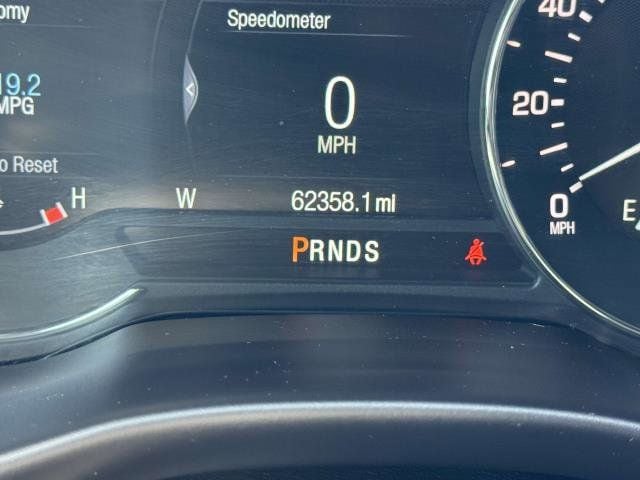 omy
Speedometer
40
19.2
MPG
20
0
MPH
o Reset
H
W
62358.1 mi
0
MPH
E
PRNDS